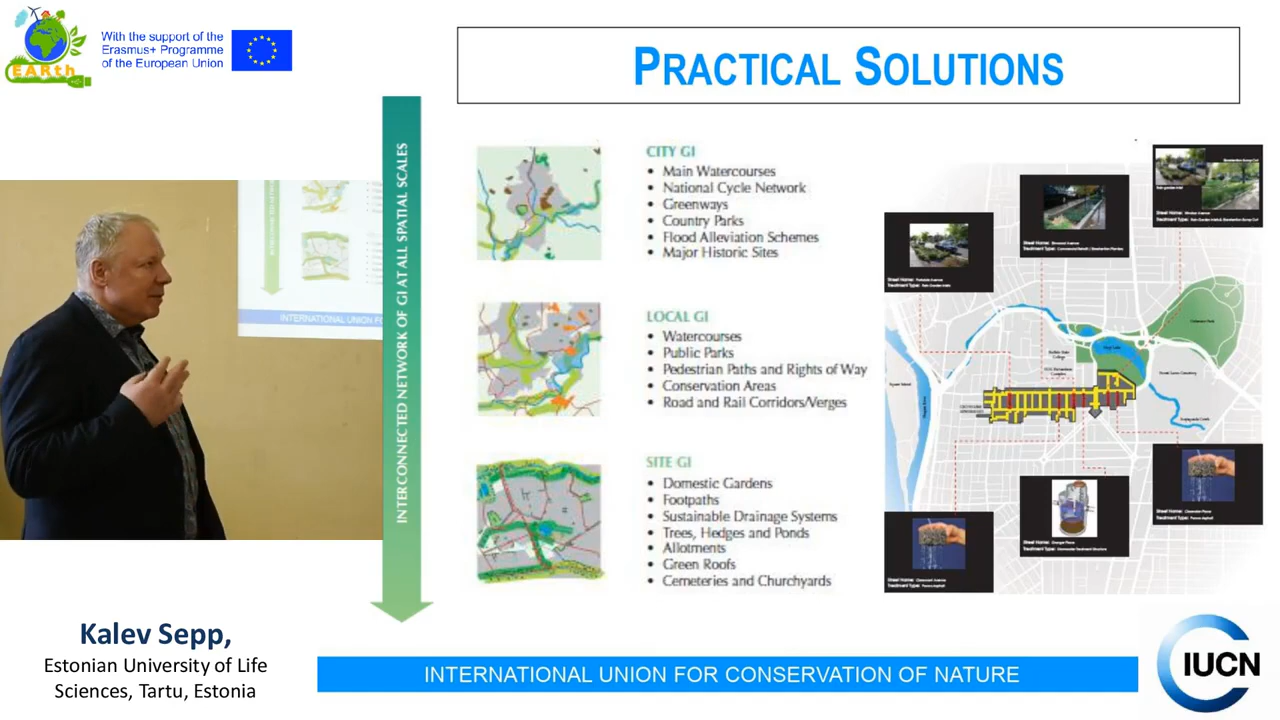 EARth
With the support of the
Erasmus+ Programme
of the European Union
PRACTICAL SOLUTIONS
INTERCONNECTED NETWORK OF GI AT ALL SPATIAL SCALES
CITY GI
• Main Watercourses
• National Cycle Network
• Greenways
• Country Parks
• Flood Alleviation Schemes
• Major Historic Sites
LOCAL GI
• Watercourses
• Public Parks
• Pedestrian Paths and Rights of Way
• Conservation Areas
• Road and Rail Corridors/Verges
SITE GI
• Domestic Gardens
• Footpaths
• Sustainable Drainage Systems
• Trees, Hedges and Ponds
• Allotments
• Green Roofs
• Cemeteries and Churchyards
INTERNATIONAL UNION FO
Kalev Sepp,
Estonian University of Life
Sciences, Tartu, Estonia
INTERNATIONAL UNION FOR CONSERVATION OF NATURE
IUCN